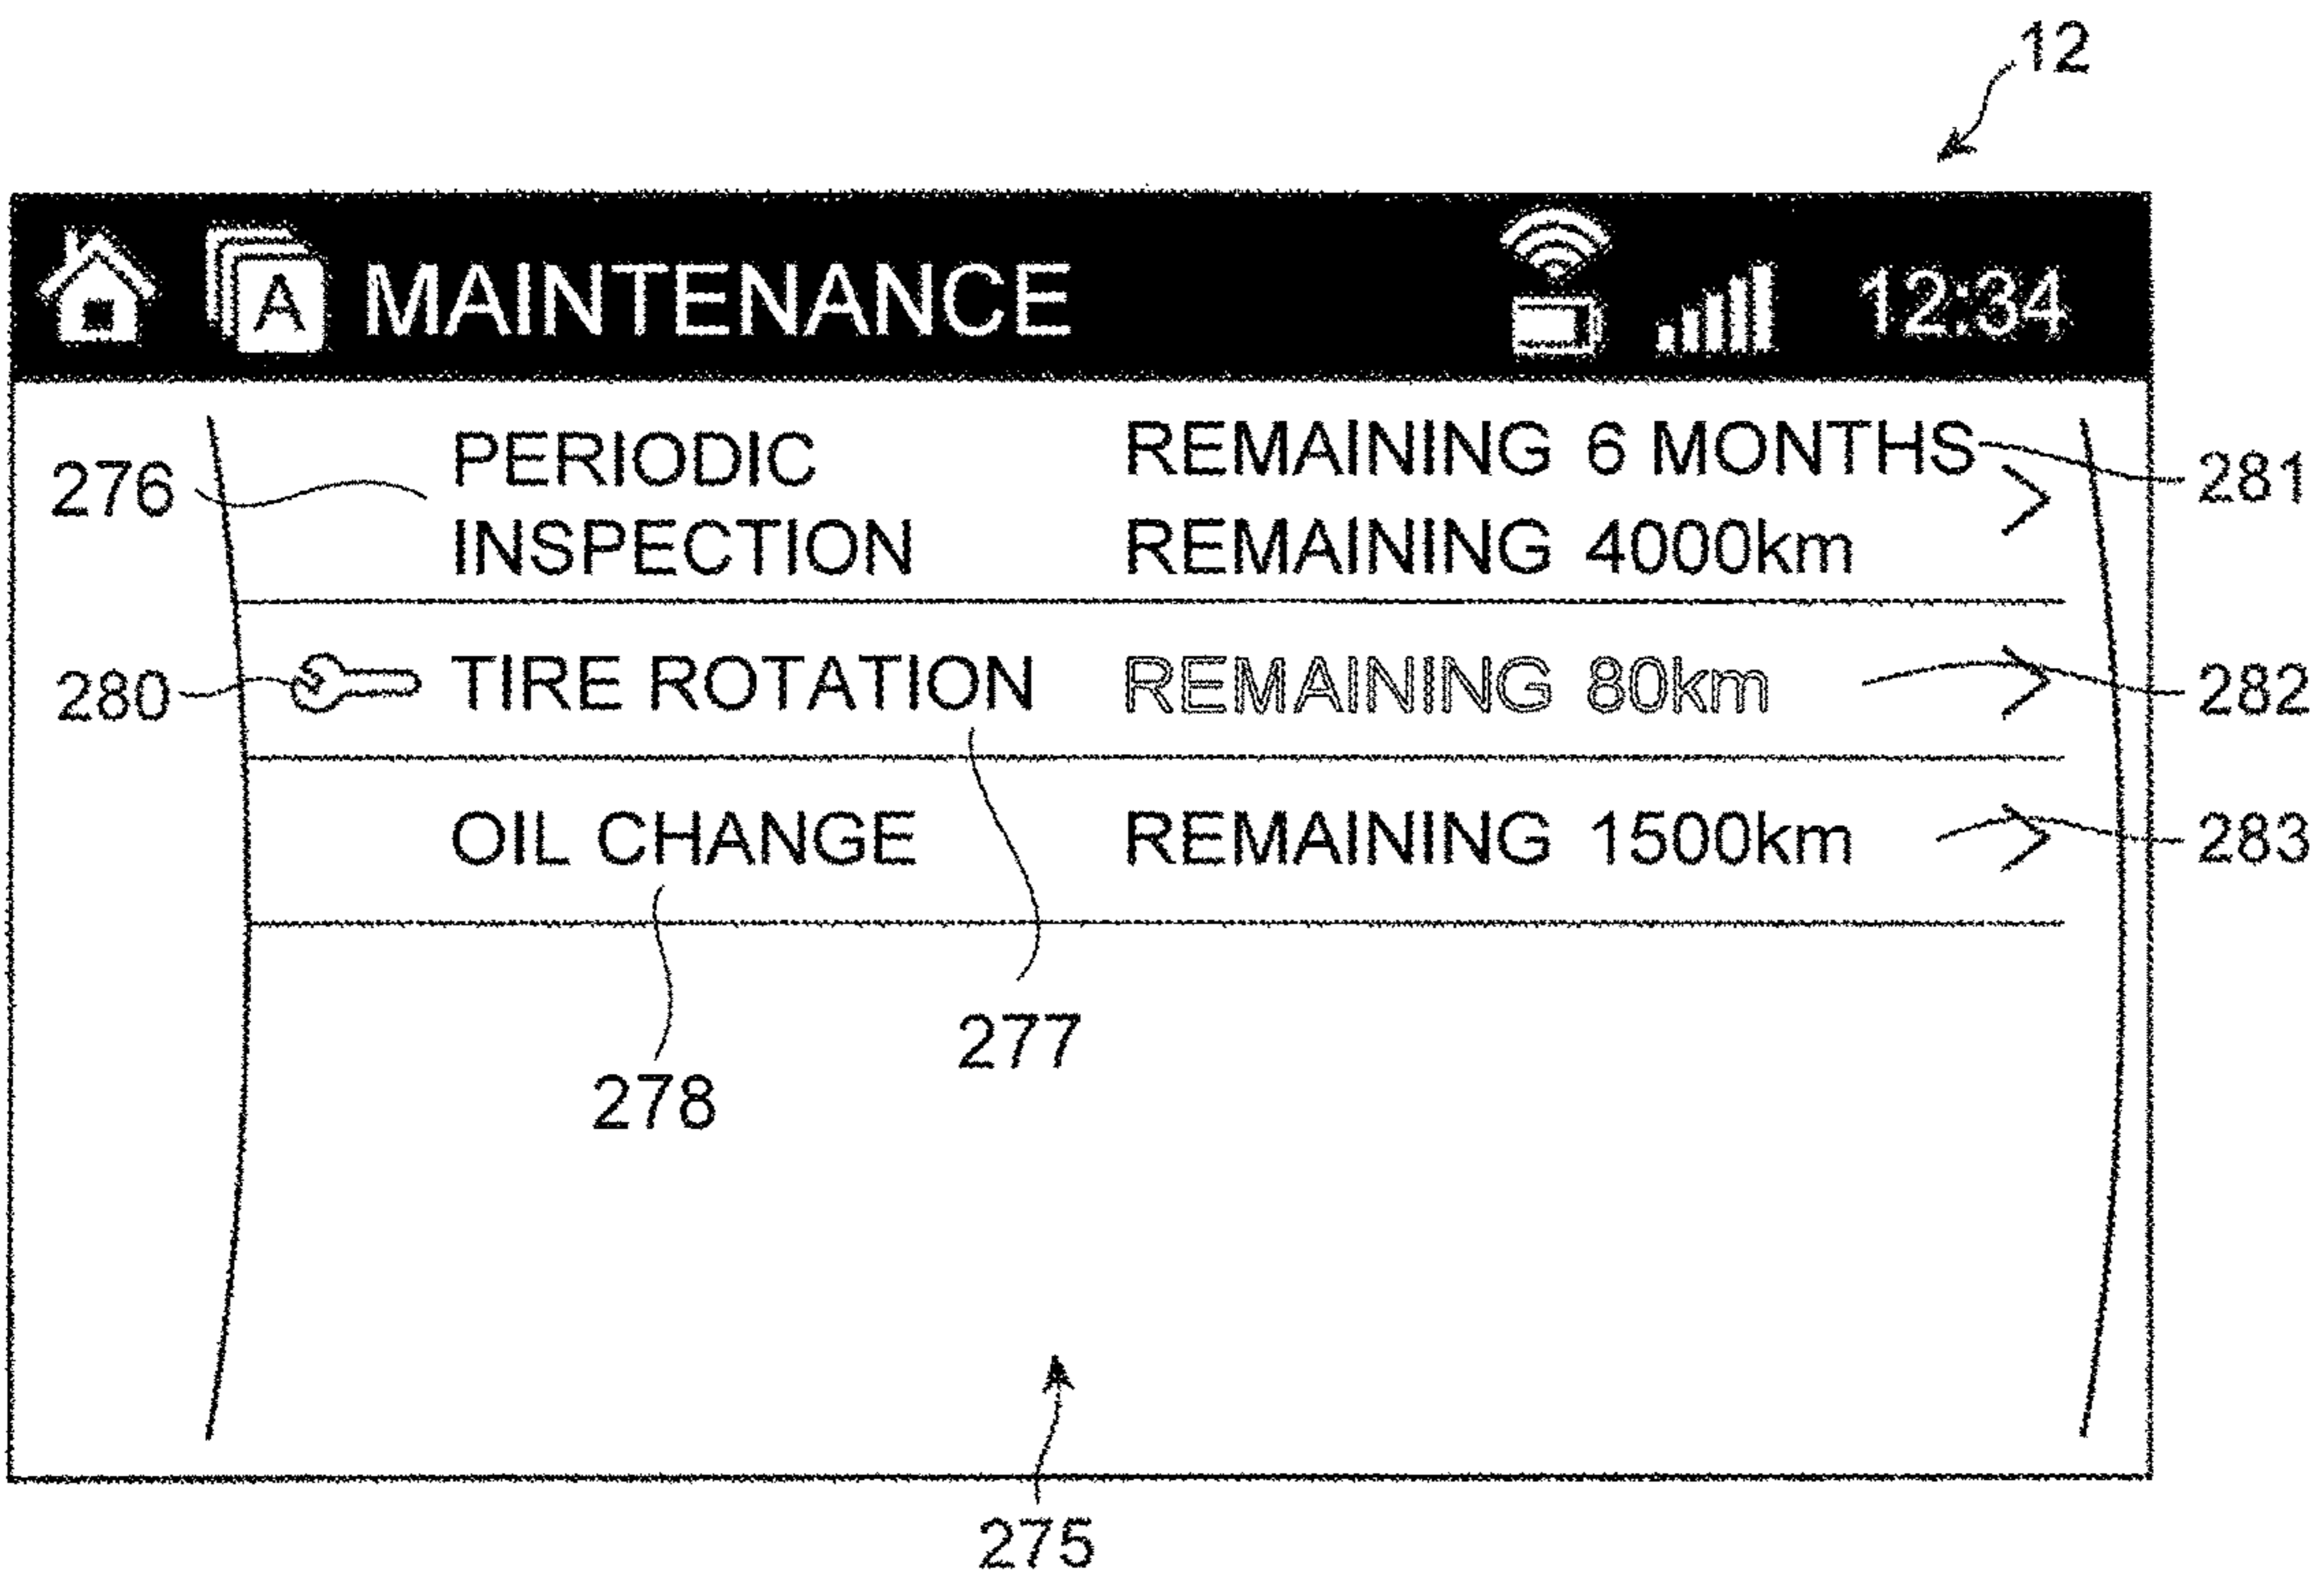 12
A MAINTENANCE 12:34
276 PERIODIC INSPECTION REMAINING 6 MONTHS 281
REMAINING 4000km
280 TIRE ROTATION REMAINING 80km 282
OIL CHANGE REMAINING 1500km 283
277
278
275